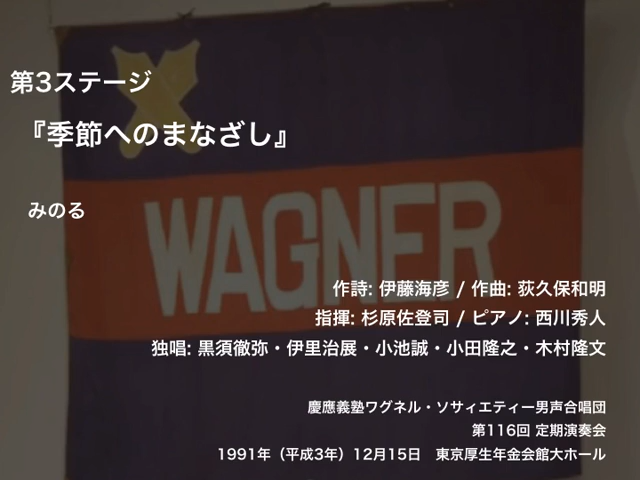 第3ステージ
『季節へのまなざし』
みのる
WAGNER
作詩: 伊藤海彦 / 作曲: 荻久保和明
指揮: 杉原佐登司 / ピアノ: 西川秀人
独唱: 黒須徹弥・伊里治展・小池誠・小田隆之・木村隆文
慶應義塾ワグネル・ソサィエティー男声合唱団
第116回 定期演奏会
1991年（平成3年）12月15日　東京厚生年金会館大ホール